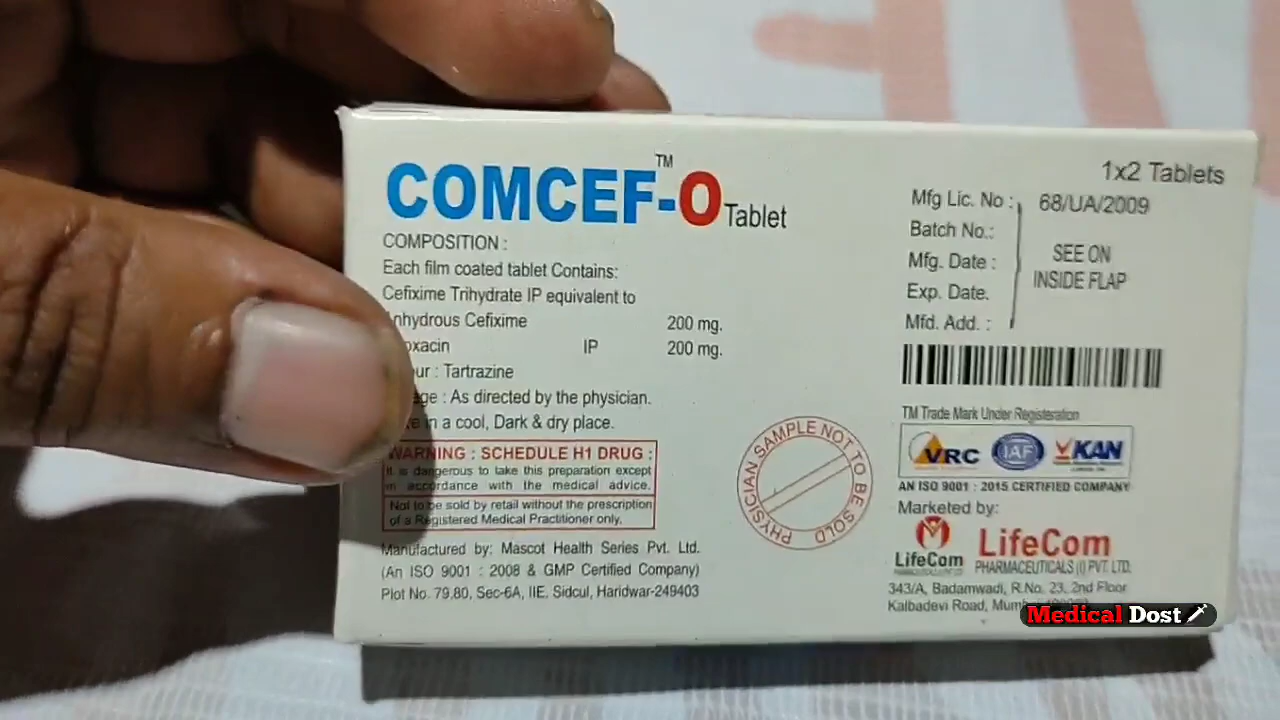 COMCEF-O Tablet
TM
COMPOSITION :
Each film coated tablet Contains:
Cefixime Trihydrate IP equivalent to
nhydrous Cefixime 200 mg.
oxacin IP 200 mg.
ur : Tartrazine
ge : As directed by the physician.
e in a cool, Dark & dry place.
WARNING : SCHEDULE H1 DRUG :
It is dangerous to take this preparation except
in accordance with the medical advice.
Not to be sold by retail without the prescription
of a Registered Medical Practitioner only.
Manufactured by: Mascot Health Series Pvt. Ltd.
(An ISO 9001 : 2008 & GMP Certified Company)
Plot No. 79,80, Sec-6A, IIE, Sidcul, Haridwar-249403
PHYSICIAN SAMPLE NOT TO BE SOLD
1x2 Tablets
Mfg Lic. No : 68/UA/2009
Batch No.:
Mfg. Date :
Exp. Date.
Mfd. Add. :
SEE ON
INSIDE FLAP
TM Trade Mark Under Registeration
VRC IAF KAN
AN ISO 9001 : 2015 CERTIFIED COMPANY
Marketed by:
LifeCom
LifeCom
PHARMACEUTICALS (I) PVT. LTD.
343/A, Badamwadi, R.No. 23, 2nd Floor
Kalbadevi Road, Mum
Medical Dost